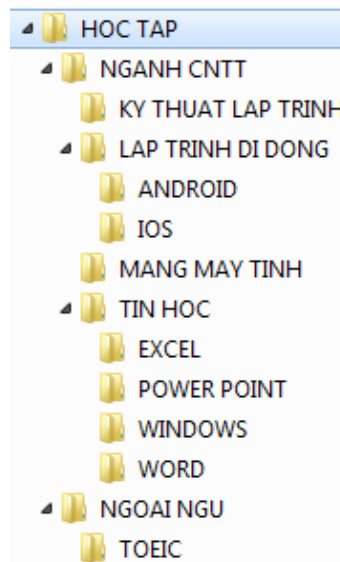 HOC TAP
NGANH CNTT
KY THUAT LAP TRINH
LAP TRINH DI DONG
ANDROID
IOS
MANG MAY TINH
TIN HOC
EXCEL
POWER POINT
WINDOWS
WORD
NGOAI NGU
TOEIC